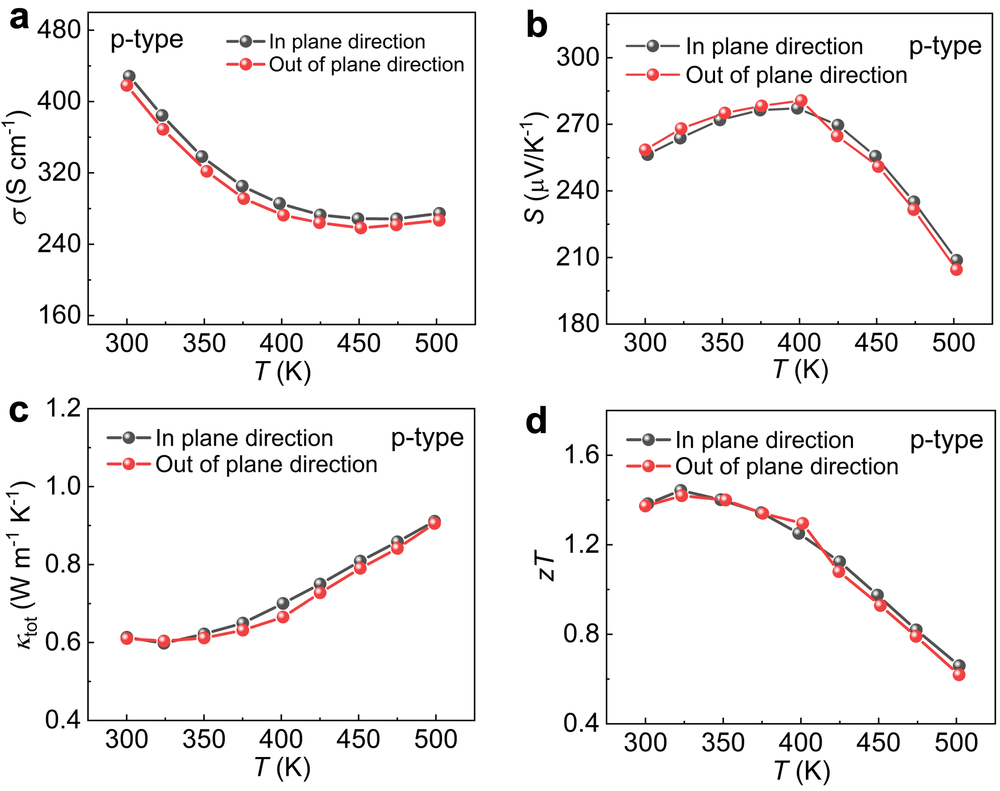 a
480
400
320
240
160
σ (S cm⁻¹)
p-type
In plane direction
Out of plane direction
300 350 400 450 500
T (K)
b
300
270
240
210
180
S (μV/K⁻¹)
In plane direction
Out of plane direction
p-type
300 350 400 450 500
T (K)
c
1.2
1.0
0.8
0.6
0.4
κtot (W m⁻¹ K⁻¹)
In plane direction
Out of plane direction
p-type
300 350 400 450 500
T (K)
d
1.6
1.2
0.8
0.4
zT
In plane direction
Out of plane direction
p-type
300 350 400 450 500
T (K)